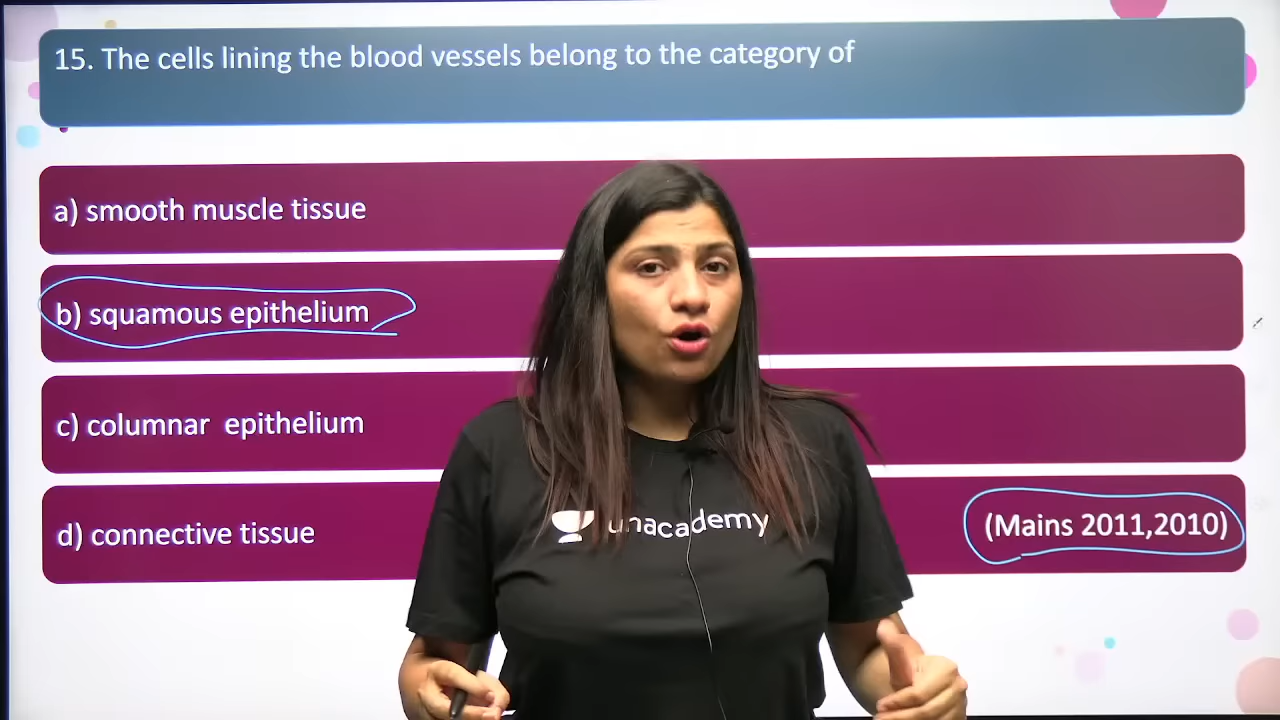 15. The cells lining the blood vessels belong to the category of
a) smooth muscle tissue
b) squamous epithelium
c) columnar epithelium
d) connective tissue
(Mains 2011,2010)
unacademy